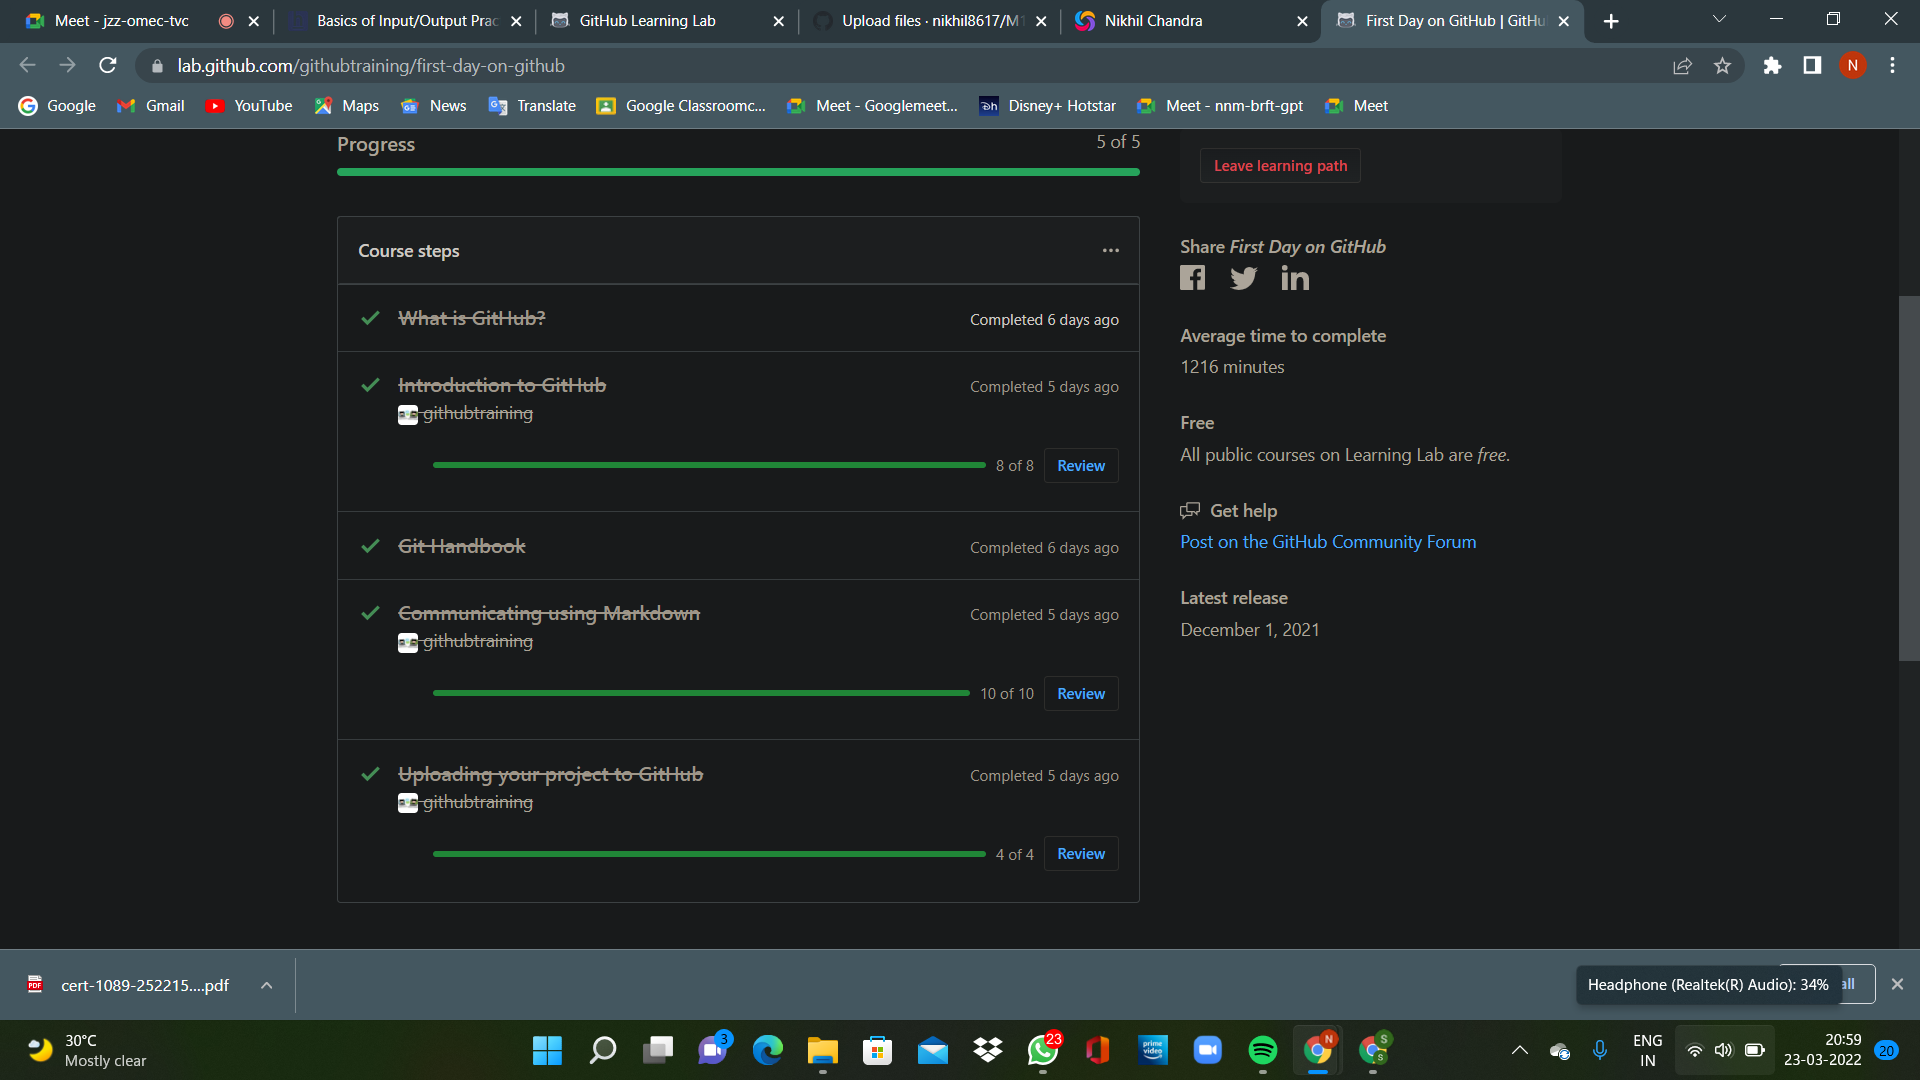 Meet - jzz-omec-tvc
Basics of Input/Output Prac
GitHub Learning Lab
Upload files · nikhil8617/M1
Nikhil Chandra
First Day on GitHub | GitHu
lab.github.com/githubtraining/first-day-on-github
N
Google
Gmail
YouTube
Maps
News
Translate
Google Classroomc...
Meet - Googlemeet...
Disney+ Hotstar
Meet - nnm-brft-gpt
Meet
Progress
5 of 5
Leave learning path
Course steps
What is GitHub?
Completed 6 days ago
Introduction to GitHub
Completed 5 days ago
githubtraining
8 of 8
Review
Git Handbook
Completed 6 days ago
Communicating using Markdown
Completed 5 days ago
githubtraining
10 of 10
Review
Uploading your project to GitHub
Completed 5 days ago
githubtraining
4 of 4
Review
Share First Day on GitHub
Average time to complete
1216 minutes
Free
All public courses on Learning Lab are free.
Get help
Post on the GitHub Community Forum
Latest release
December 1, 2021
PDF
cert-1089-252215....pdf
Headphone (Realtek(R) Audio): 34%
all
30°C
Mostly clear
3
23
prime video
N
S
S
ENG
IN
20:59
23-03-2022
20